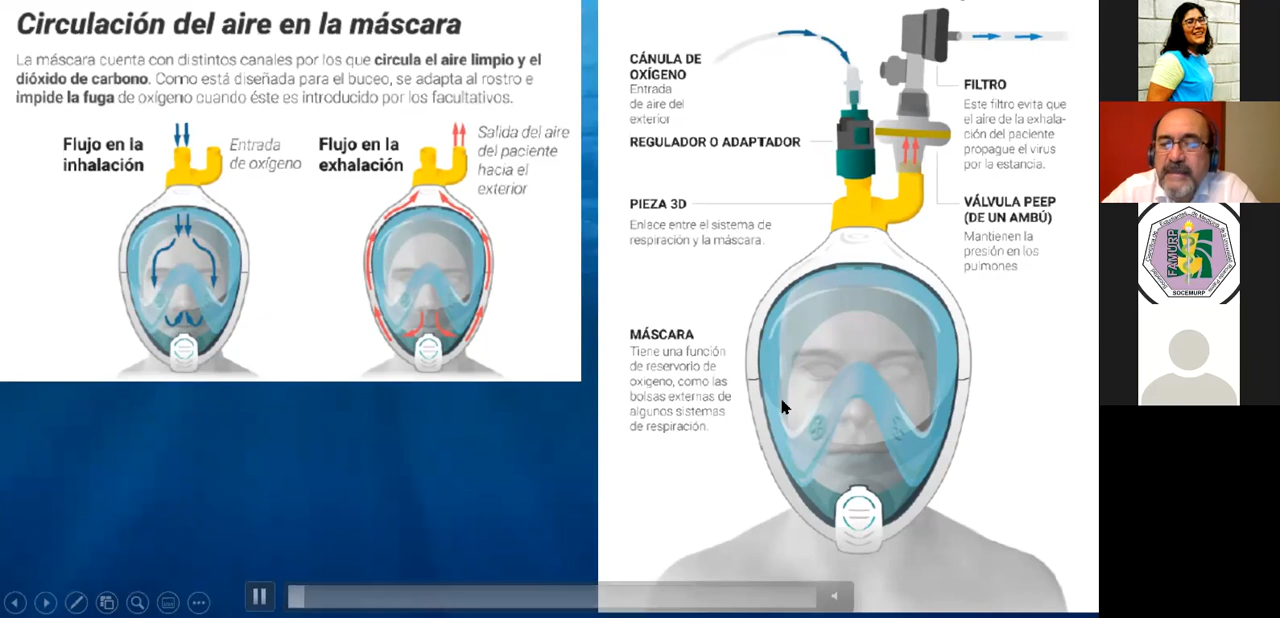 Circulación del aire en la máscara
La máscara cuenta con distintos canales por los que circula el aire limpio y el
dióxido de carbono. Como está diseñada para el buceo, se adapta al rostro e
impide la fuga de oxígeno cuando éste es introducido por los facultativos.
Flujo en la
inhalación
Entrada
de oxígeno
Flujo en la
exhalación
Salida del aire
del paciente
hacia el
exterior
CÁNULA DE
OXÍGENO
Entrada
de aire del
exterior
REGULADOR O ADAPTADOR
PIEZA 3D
Enlace entre el sistema de
respiración y la máscara.
MÁSCARA
Tiene una función
de reservorio de
oxigeno, como las
bolsas externas de
algunos sistemas
de respiración.
FILTRO
Este filtro evita que
el aire de la exhala-
ción del paciente
propague el virus
por la estancia.
VÁLVULA PEEP
(DE UN AMBÚ)
Mantienen la
presión en los
pulmones
FAMURP
SOCEMURP